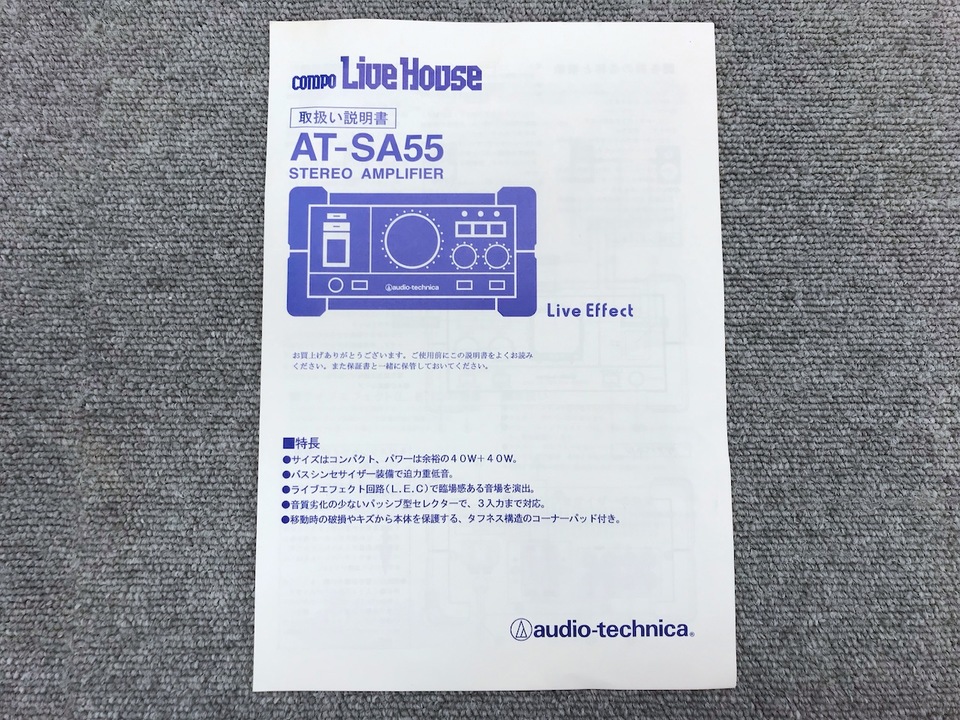 COMPO Live House
取扱い説明書
AT-SA55
STEREO AMPLIFIER
audio-technica
Live Effect
お買上げありがとうございます。ご使用前にこの説明書をよくお読み
ください。また保証書と一緒に保管しておいてください。
■特長
●サイズはコンパクト、パワーは余裕の40W+40W。
●バスシンセサイザー装備で迫力重低音。
●ライブエフェクト回路(L.E.C)で臨場感ある音場を演出。
●音質劣化の少ないパッシブ型セレクターで、3入力まで対応。
●移動時の破損やキズから本体を保護する、タフネス構造のコーナーパッド付き。
audio-technica®